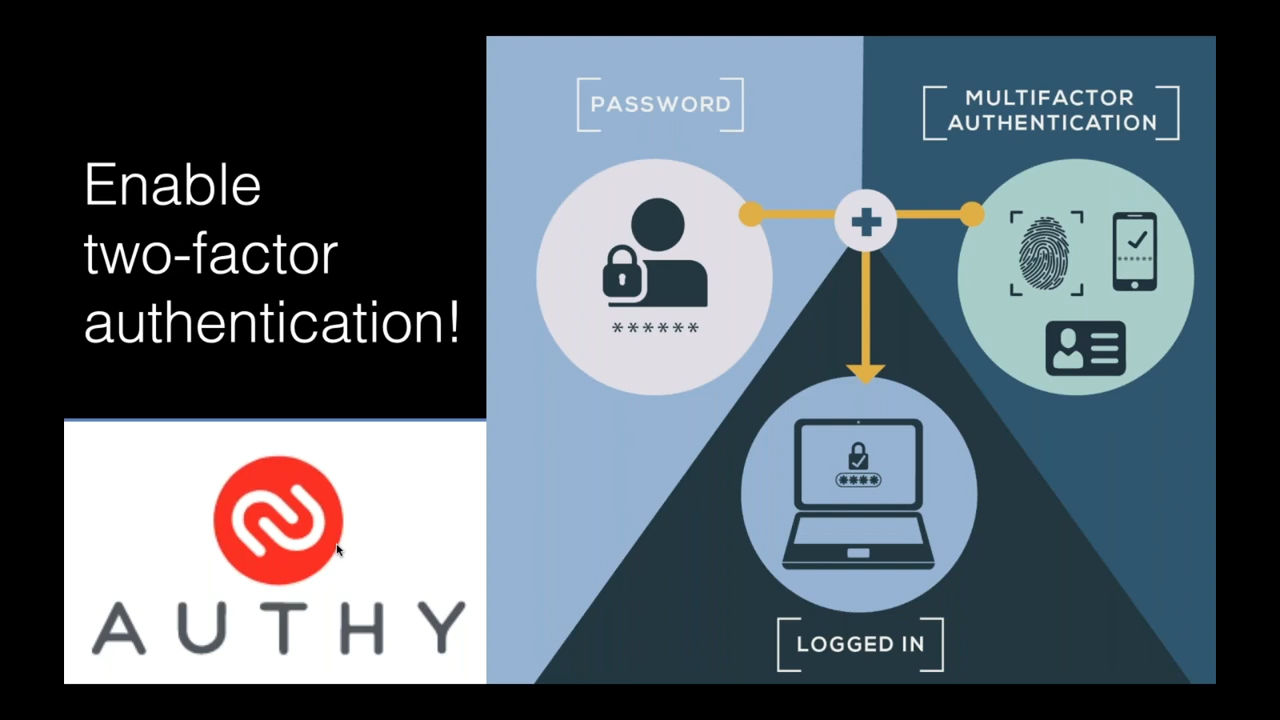 Enable
two-factor
authentication!
AUTHY
PASSWORD
MULTIFACTOR
AUTHENTICATION
******
LOGGED IN